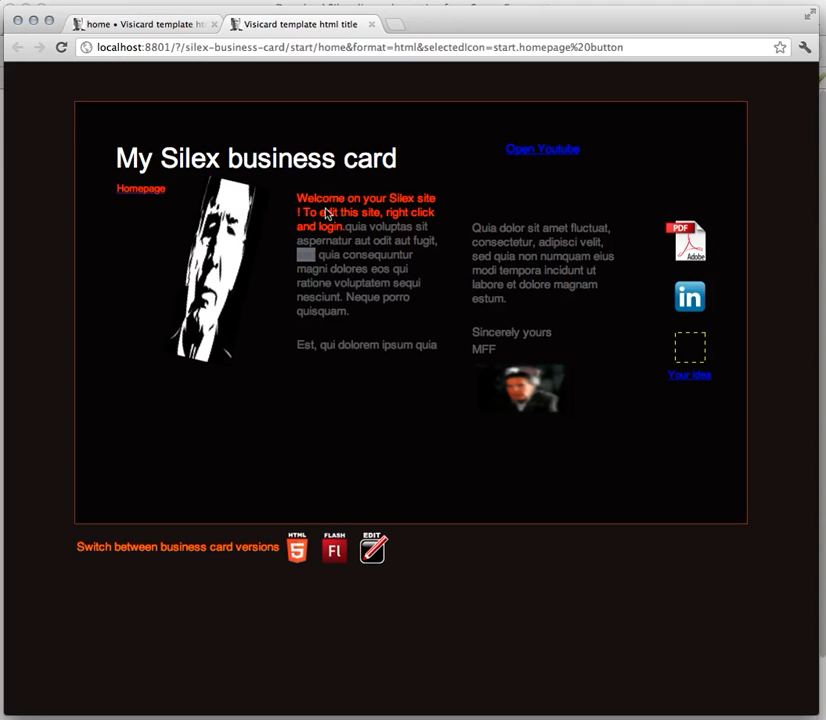 home • Visicard template ht
Visicard template html title
localhost:8801/?/silex-business-card/start/home&format=html&selectedIcon=start.homepage%20button
My Silex business card
Open Youtube
Homepage
Welcome on your Silex site
! To edit this site, right click
and login.quia voluptas sit
aspernatur aut odit aut fugit,
quia consequuntur
magni dolores eos qui
ratione voluptatem sequi
nesciunt. Neque porro
quisquam.
Est, qui dolorem ipsum quia
Quia dolor sit amet fluctuat,
consectetur, adipisci velit,
sed quia non numquam eius
modi tempora incidunt ut
labore et dolore magnam
estum.
Sincerely yours
MFF
PDF
Adobe
in
Your idea
Switch between business card versions
HTML
5
FLASH
Fl
EDIT